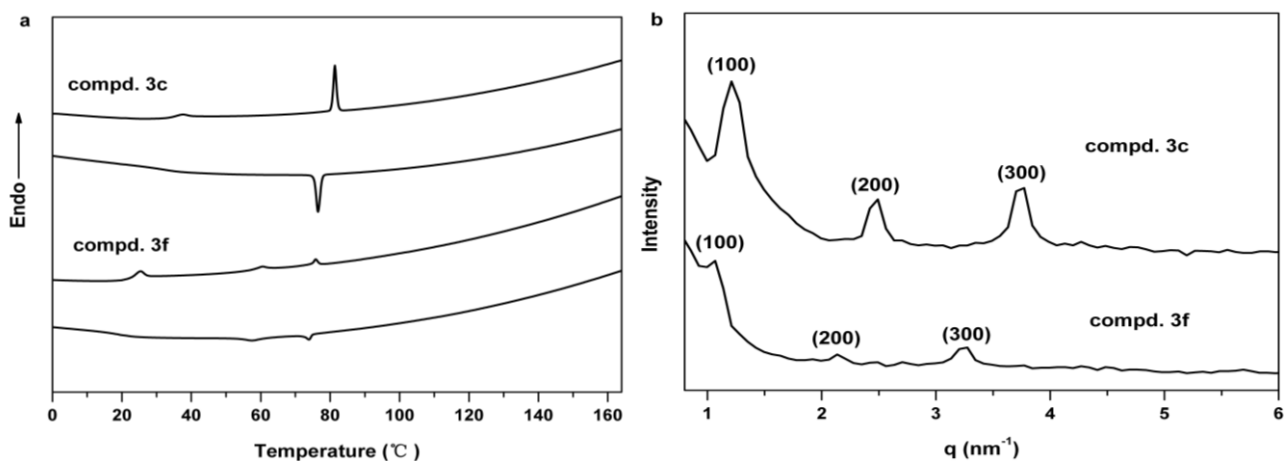 a
compd. 3c
compd. 3f
Endo
0 20 40 60 80 100 120 140 160
Temperature (℃)
b
(100)
(200)
(300)
compd. 3c
(100)
(200)
(300)
compd. 3f
Intensity
1 2 3 4 5 6
q (nm⁻¹)